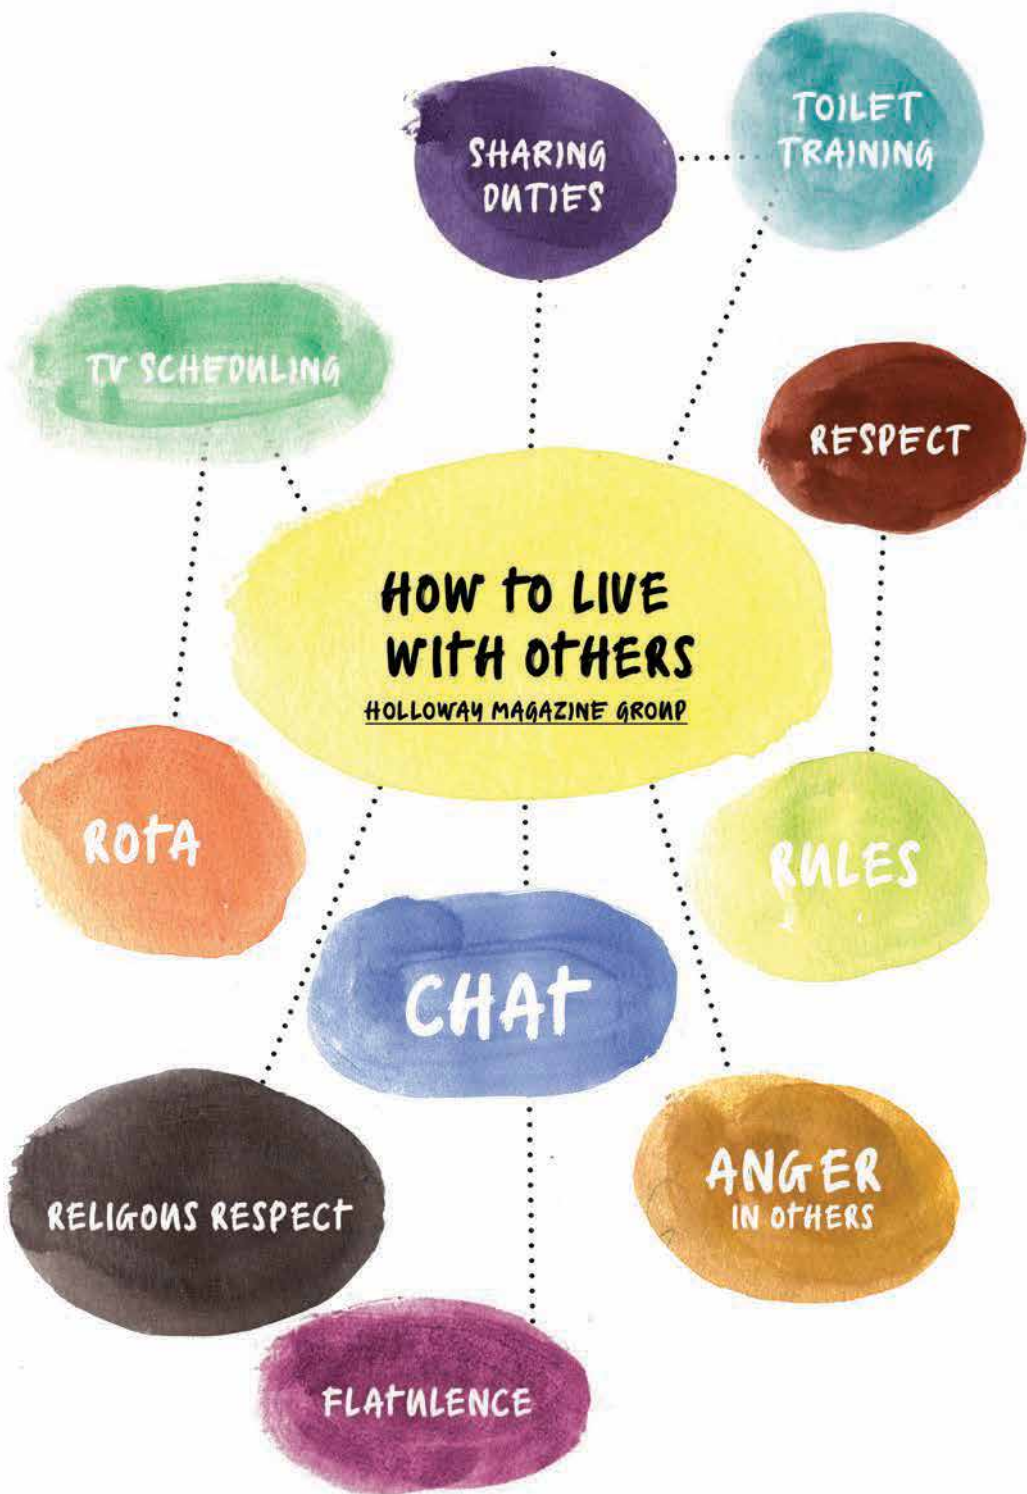 SHARING
DUTIES
TOILET
TRAINING
TV SCHEDULING
RESPECT
HOW TO LIVE
WITH OTHERS
HOLLOWAY MAGAZINE GROUP
ROTA
RULES
CHAT
RELIGOUS RESPECT
ANGER
IN OTHERS
FLATULENCE